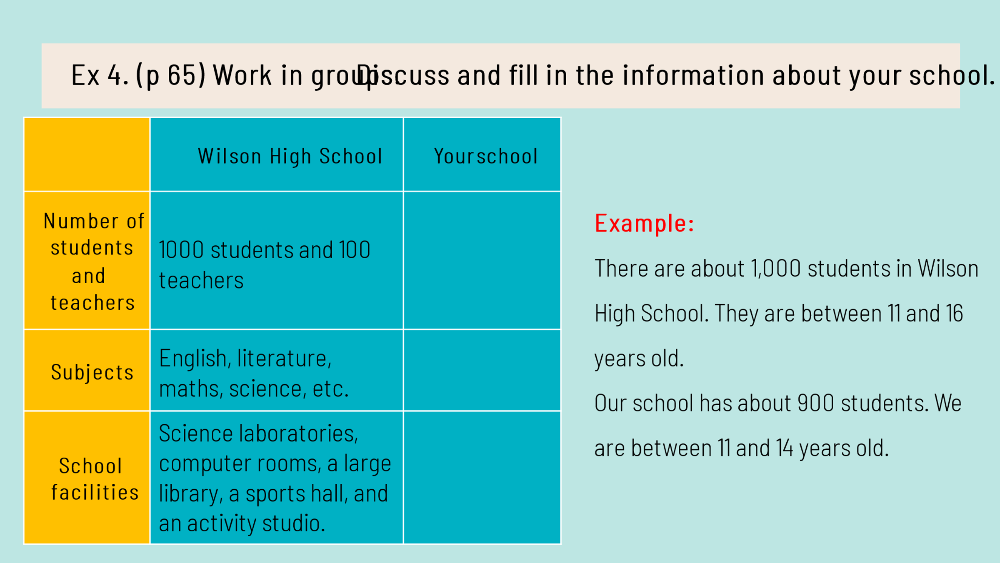 Ex 4. (p 65) Work in groups. Discuss and fill in the information about your school.
Wilson High School
Your school
Number of
students
and
teachers
1000 students and 100
teachers
Subjects
English, literature,
maths, science, etc.
School
facilities
Science laboratories,
computer rooms, a large
library, a sports hall, and
an activity studio.
Example:
There are about 1,000 students in Wilson
High School. They are between 11 and 16
years old.
Our school has about 900 students. We
are between 11 and 14 years old.